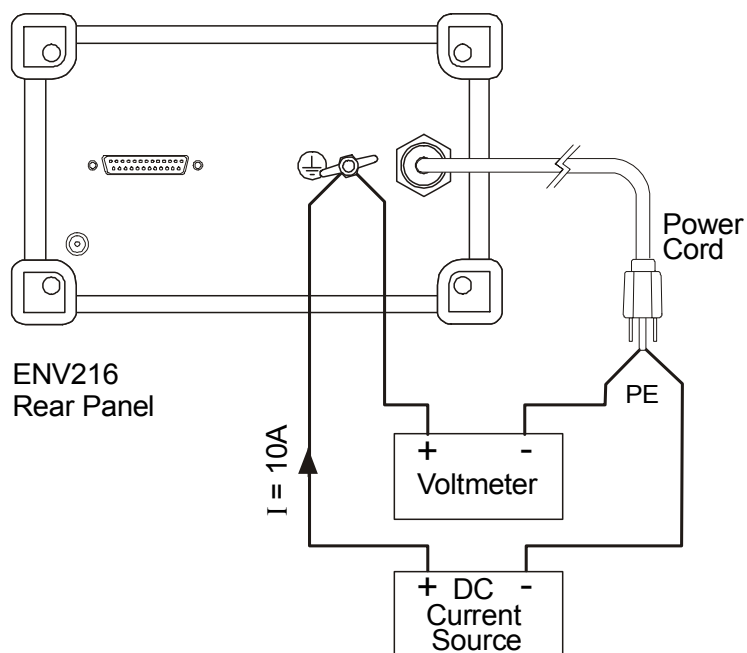 Power
Cord
ENV216
Rear Panel
PE
I = 10A
+ -
Voltmeter
+ DC -
Current
Source